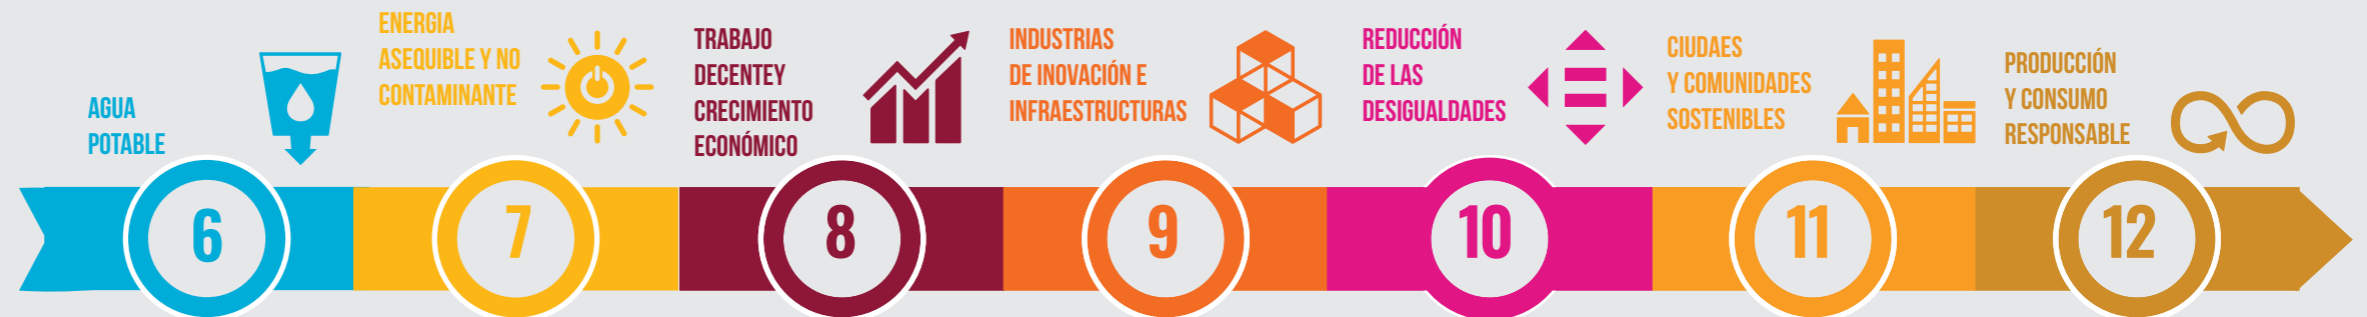 AGUA
POTABLE
6
ENERGIA
ASEQUIBLE Y NO
CONTAMINANTE
7
TRABAJO
DECENTEY
CRECIMIENTO
ECONÓMICO
8
INDUSTRIAS
DE INOVACIÓN E
INFRAESTRUCTURAS
9
REDUCCIÓN
DE LAS
DESIGUALDADES
10
CIUDAES
Y COMUNIDADES
SOSTENIBLES
11
PRODUCCIÓN
Y CONSUMO
RESPONSABLE
12